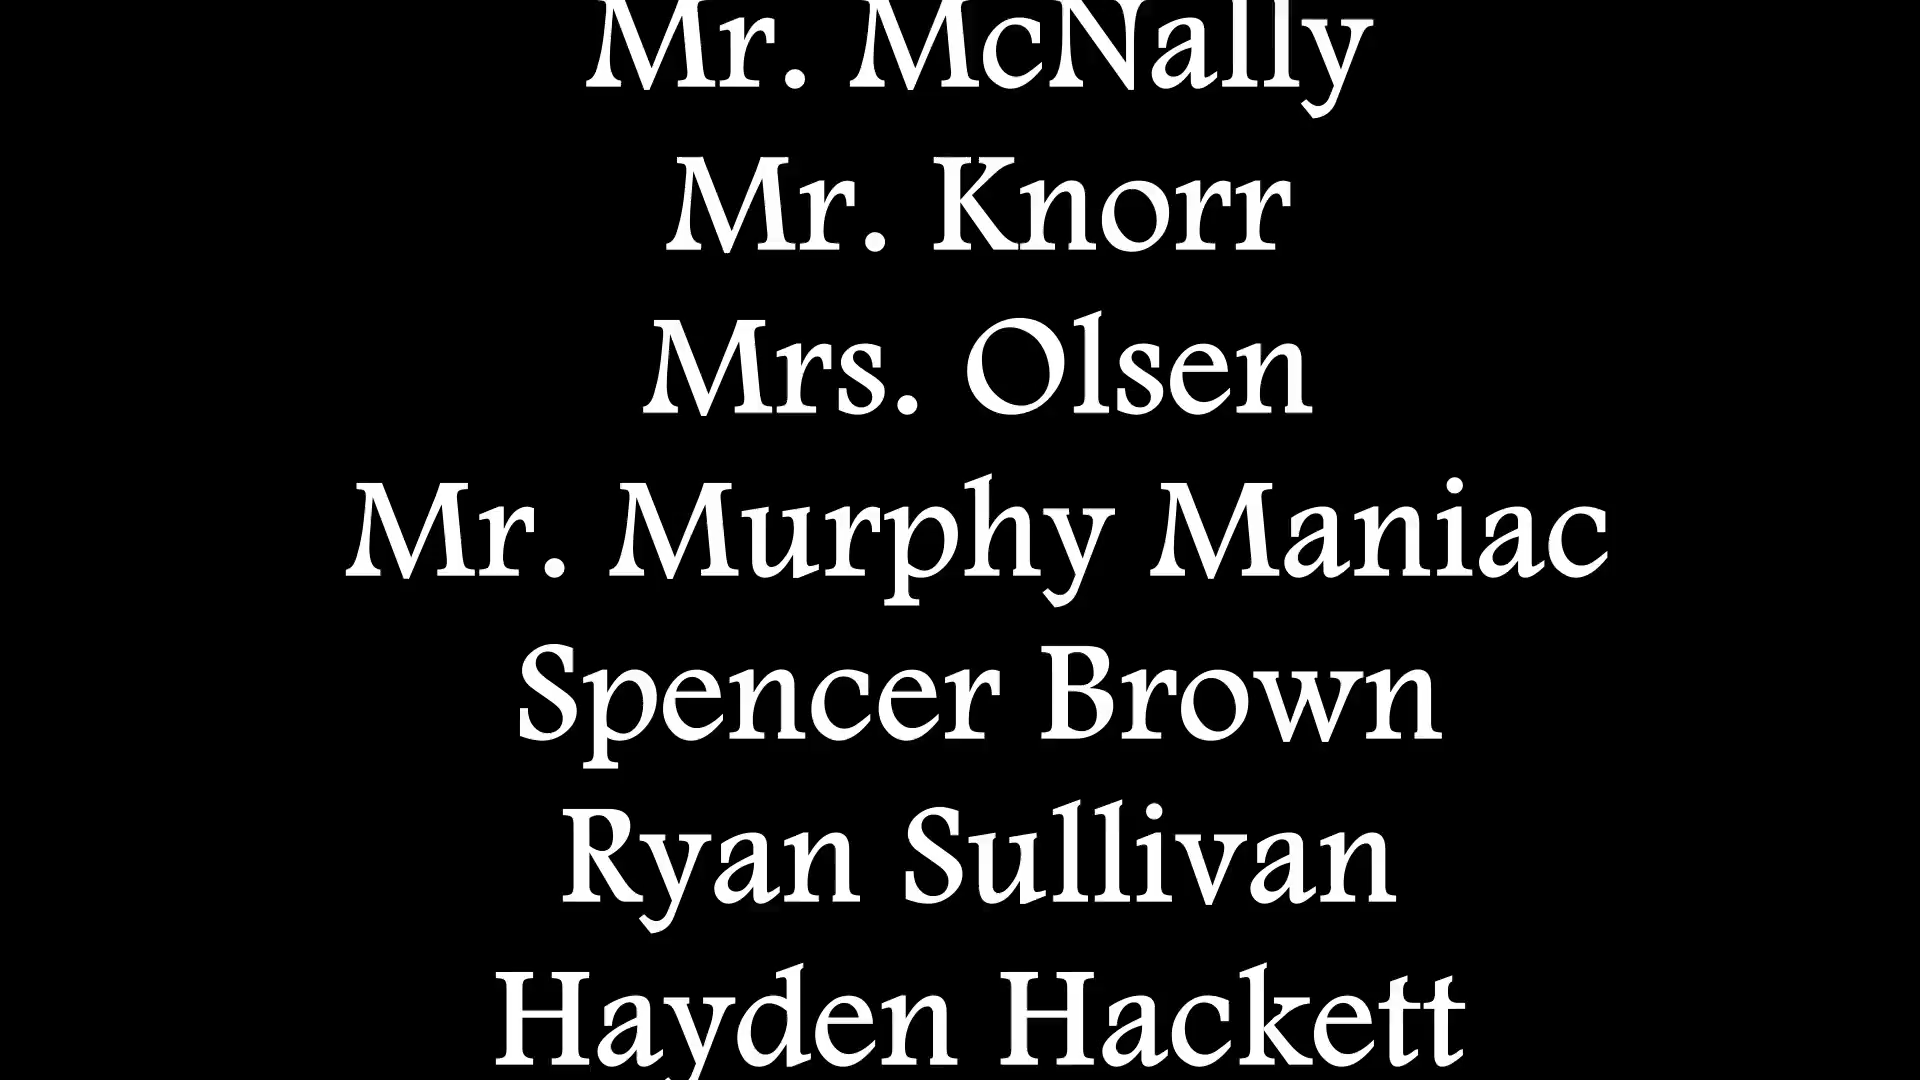 Mr. McNally
Mr. Knorr
Mrs. Olsen
Mr. Murphy Maniac
Spencer Brown
Ryan Sullivan
Hayden Hackett